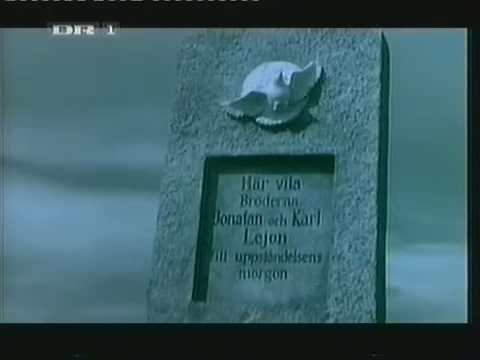 DR 1
Här vila
Bröderna
Jonatan och Karl
Lejon
till uppståndelsens
morgon